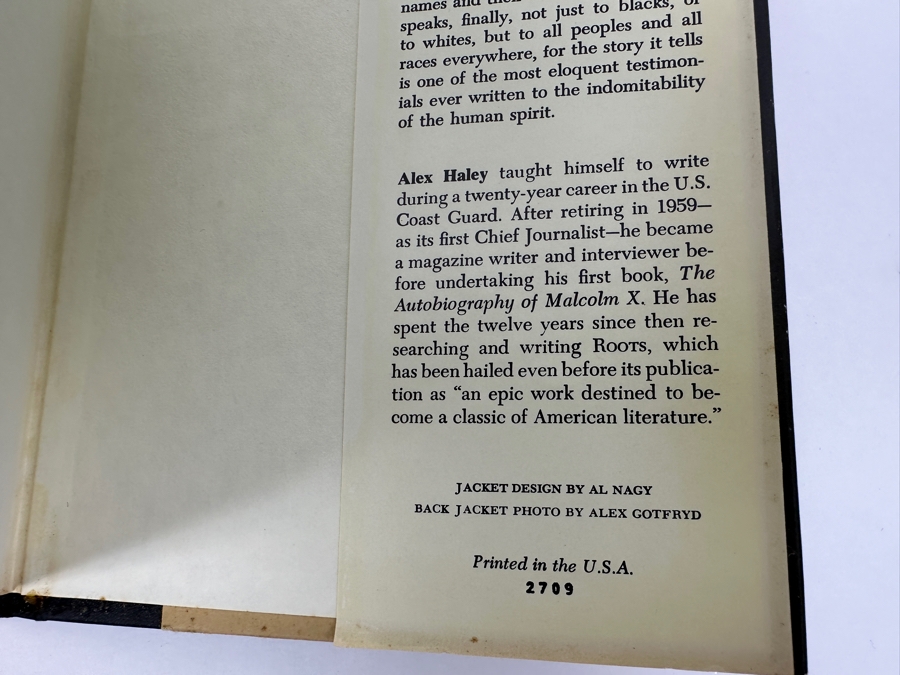 names and
speaks, finally, not just to blacks, or
to whites, but to all peoples and all
races everywhere, for the story it tells
is one of the most eloquent testimon-
ials ever written to the indomitability
of the human spirit.
Alex Haley taught himself to write
during a twenty-year career in the U.S.
Coast Guard. After retiring in 1959—
as its first Chief Journalist—he became
a magazine writer and interviewer be-
fore undertaking his first book, The
Autobiography of Malcolm X. He has
spent the twelve years since then re-
searching and writing ROOTS, which
has been hailed even before its publica-
tion as “an epic work destined to be-
come a classic of American literature.”
JACKET DESIGN BY AL NAGY
BACK JACKET PHOTO BY ALEX GOTFRYD
Printed in the U.S.A.
2709